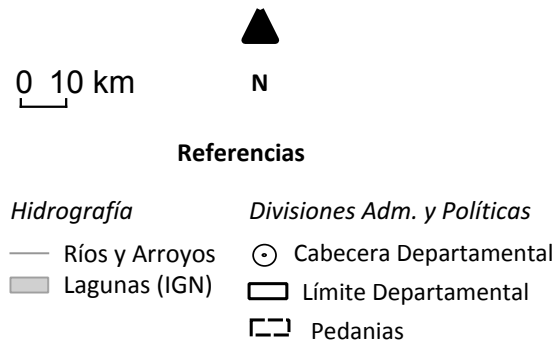 0 10 km
N
Referencias
Hidrografía
Divisiones Adm. y Políticas
Ríos y Arroyos
Cabecera Departamental
Lagunas (IGN)
Límite Departamental
Pedanias